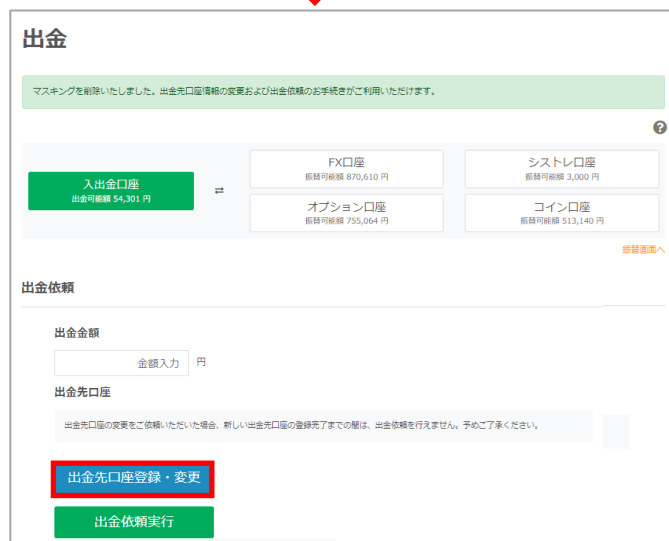 出金
マスキングを削除いたしました。出金先口座情報の変更および出金依頼のお手続きがご利用いただけます。
?
入出金口座
出金可能額 54,301 円
⇄
FX口座
振替可能額 870,610 円
シストレ口座
振替可能額 3,000 円
オプション口座
振替可能額 755,064 円
コイン口座
振替可能額 513,140 円
振替画面へ
出金依頼
出金金額
金額入力 円
出金先口座
出金先口座の変更をご依頼いただいた場合、新しい出金先口座の登録完了までの間は、出金依頼を行えません。予めご了承ください。
出金先口座登録・変更
出金依頼実行